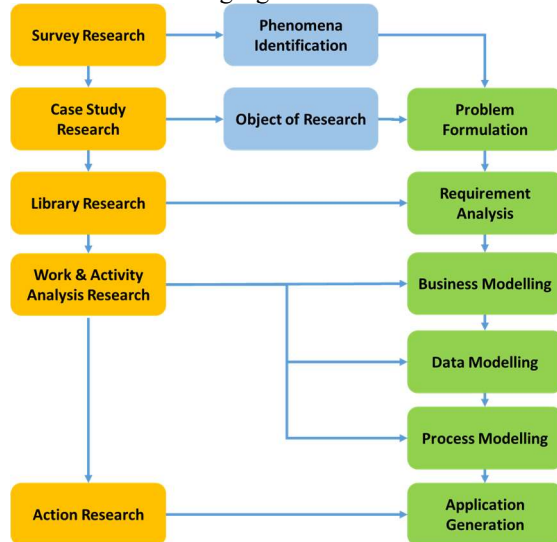 Survey Research
Phenomena
Identification
Case Study
Research
Object of Research
Problem
Formulation
Library Research
Requirement
Analysis
Work & Activity
Analysis Research
Business Modelling
Data Modelling
Process Modelling
Action Research
Application
Generation